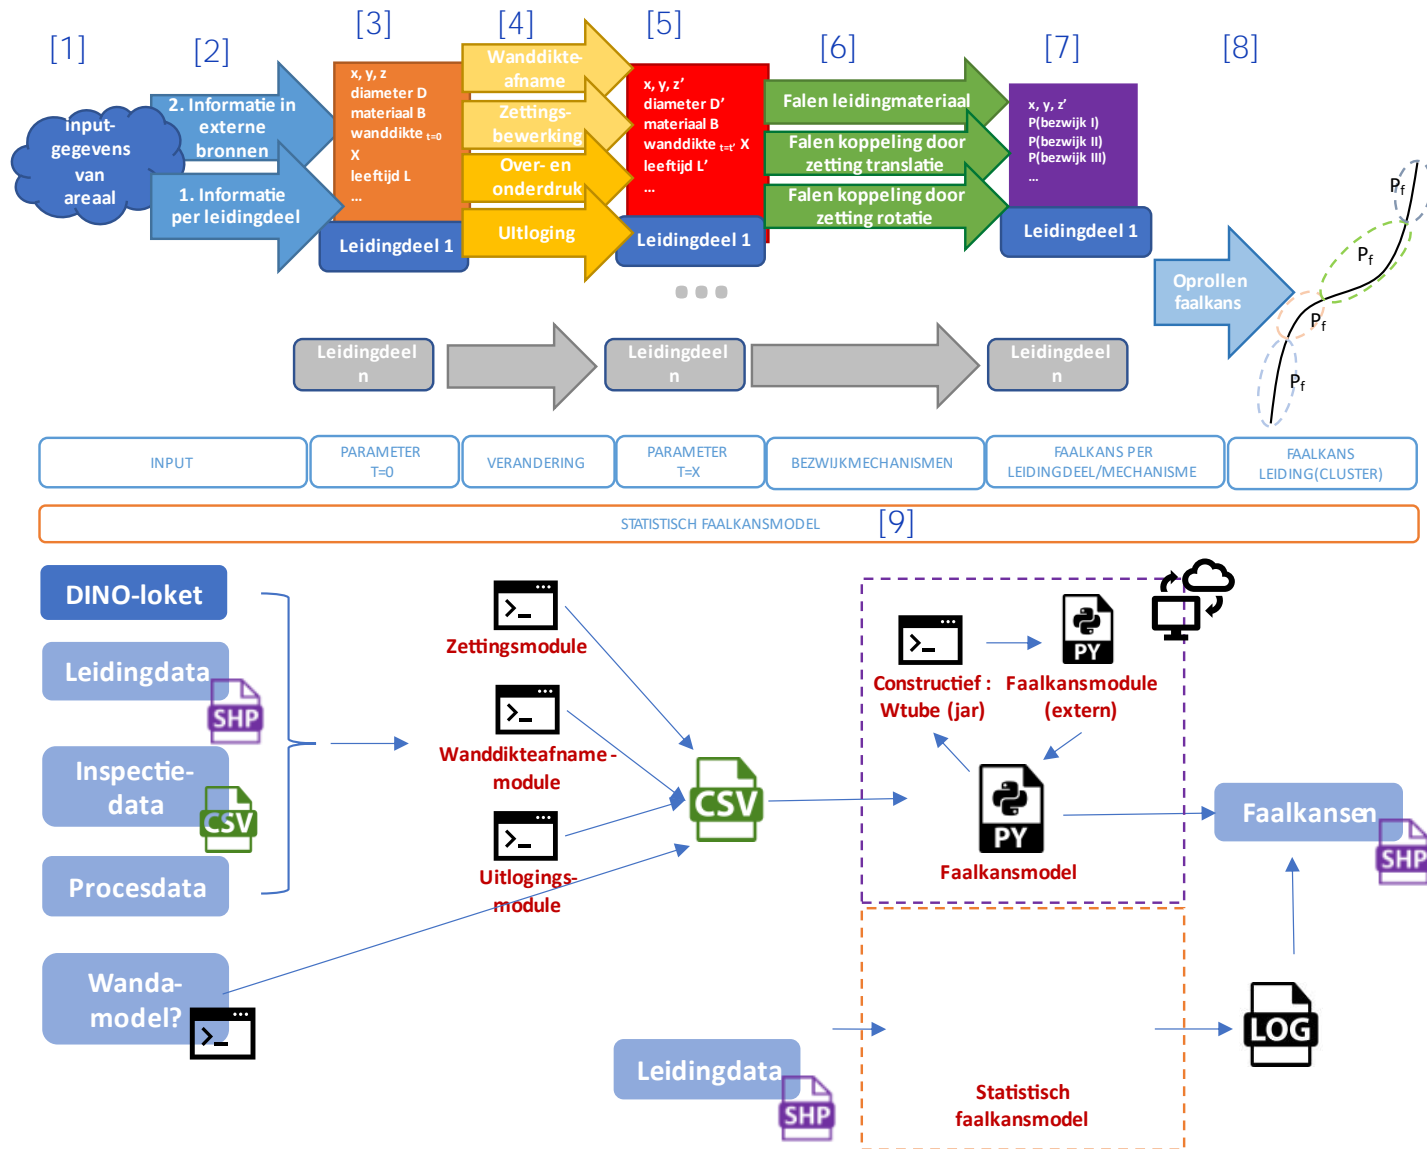 [1]
[2]
[3]
[4]
[5]
[6]
[7]
[8]
input-
gegevens
van
areaal
2. Informatie in
externe
bronnen
1. Informatie
per leidingdeel
x, y, z
diameter D
materiaal B
wanddikte t=0
X
leeftijd L
...
Leidingdeel 1
Wanddikte-
afname
Zettings-
bewerking
Over- en
onderdruk
UItloging
x, y, z’
diameter D’
materiaal B
wanddikte t=t’ X
leeftijd L’
...
Leidingdeel 1
Falen leidingmateriaal
Falen koppeling door
zetting translatie
Falen koppeling door
zetting rotatie
x, y, z’
P(bezwijk I)
P(bezwijk II)
P(bezwijk III)
...
Leidingdeel 1
Oprollen
faalkans
Pf
Pf
Pf
Pf
...
Leidingdeel
n
Leidingdeel
n
Leidingdeel
n
INPUT
PARAMETER
T=0
VERANDERING
PARAMETER
T=X
BEZWIJKMECHANISMEN
FAALKANS PER
LEIDINGDEEL/MECHANISME
FAALKANS
LEIDING(CLUSTER)
STATISTISCH FAALKANSMODEL [9]
DINO-loket
Leidingdata
SHP
Inspectie-
data
CSV
Procesdata
Wanda-
model?
>_
>_
Zettingsmodule
>_
Wanddikteafname-
module
>_
Uitlogings-
module
CSV
>_
Constructief :
Wtube (jar)
PY
Faalkansmodule
(extern)
PY
Faalkansmodel
Faalkansen
SHP
LOG
Leidingdata
SHP
Statistisch
faalkansmodel